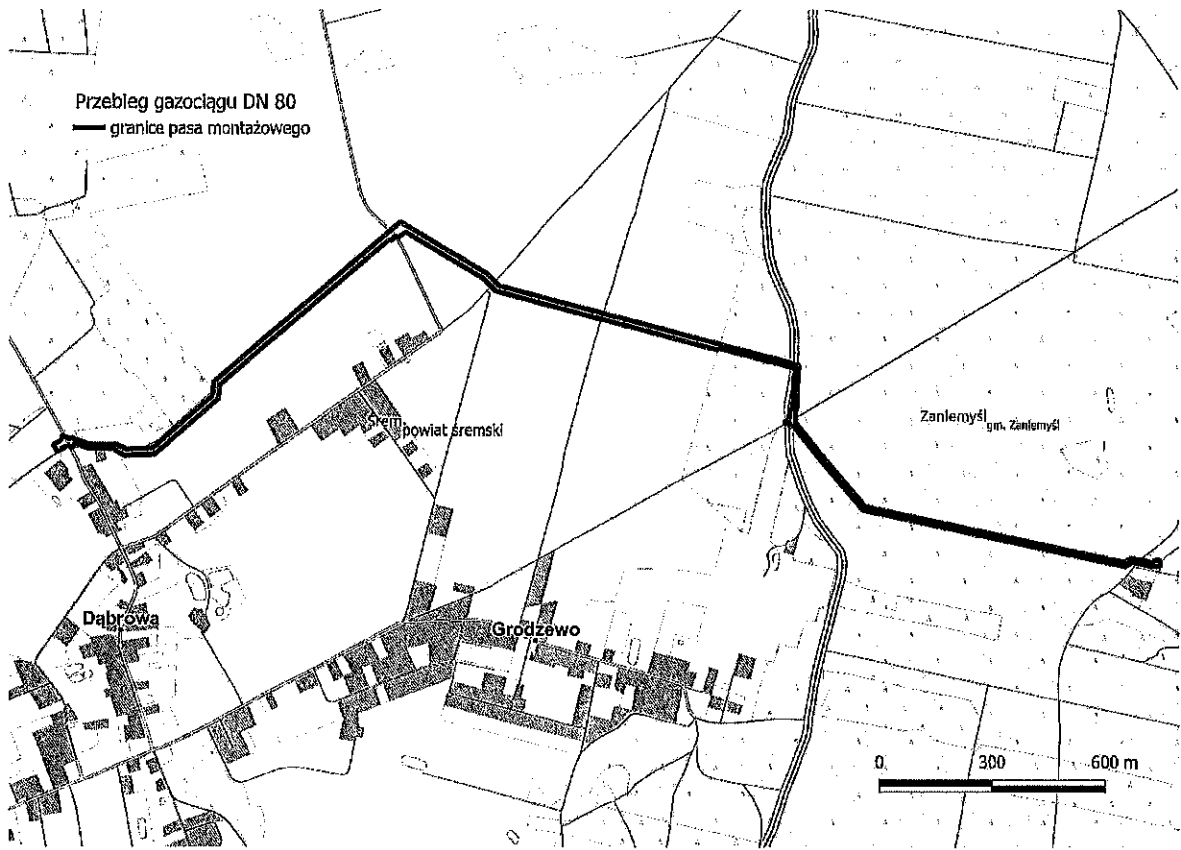 Przebieg gazociągu DN 80
granice pasa montażowego
Śrem
powiat śremski
Zaniemyśl
gm. Zaniemyśl
Dąbrowa
Grodzewo
0 300 600 m